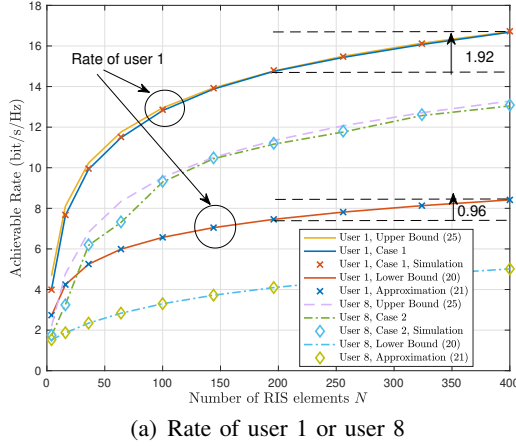 18
16
14
12
10
8
6
4
2
0
Achievable Rate (bit/s/Hz)
Rate of user 1
1.92
0.96
User 1, Upper Bound (25)
User 1, Case 1
User 1, Case 1, Simulation
User 1, Lower Bound (20)
User 1, Approximation (21)
User 8, Upper Bound (25)
User 8, Case 2
User 8, Case 2, Simulation
User 8, Lower Bound (20)
User 8, Approximation (21)
0 50 100 150 200 250 300 350 400
Number of RIS elements N
(a) Rate of user 1 or user 8